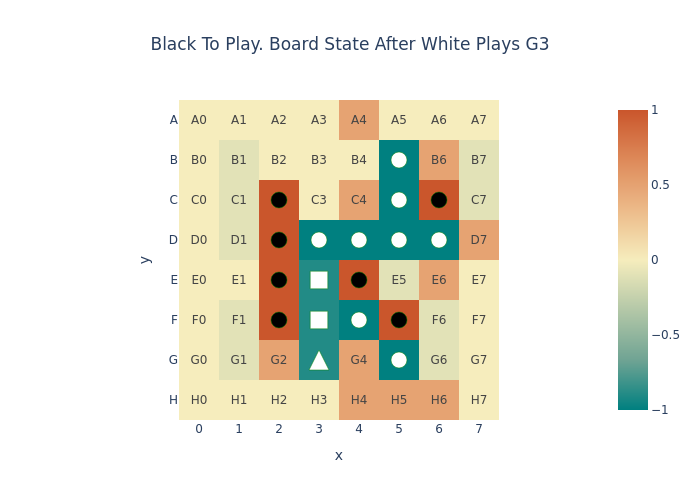 Black To Play. Board State After White Plays G3
A A0 A1 A2 A3 A4 A5 A6 A7
B B0 B1 B2 B3 B4 B6 B7
C C0 C1 C3 C4 C7
D D0 D1 D7
E E0 E1 E5 E6 E7
F F0 F1 F6 F7
G G0 G1 G2 G4 G6 G7
H H0 H1 H2 H3 H4 H5 H6 H7
0 1 2 3 4 5 6 7
x
y
1
0.5
0
−0.5
−1